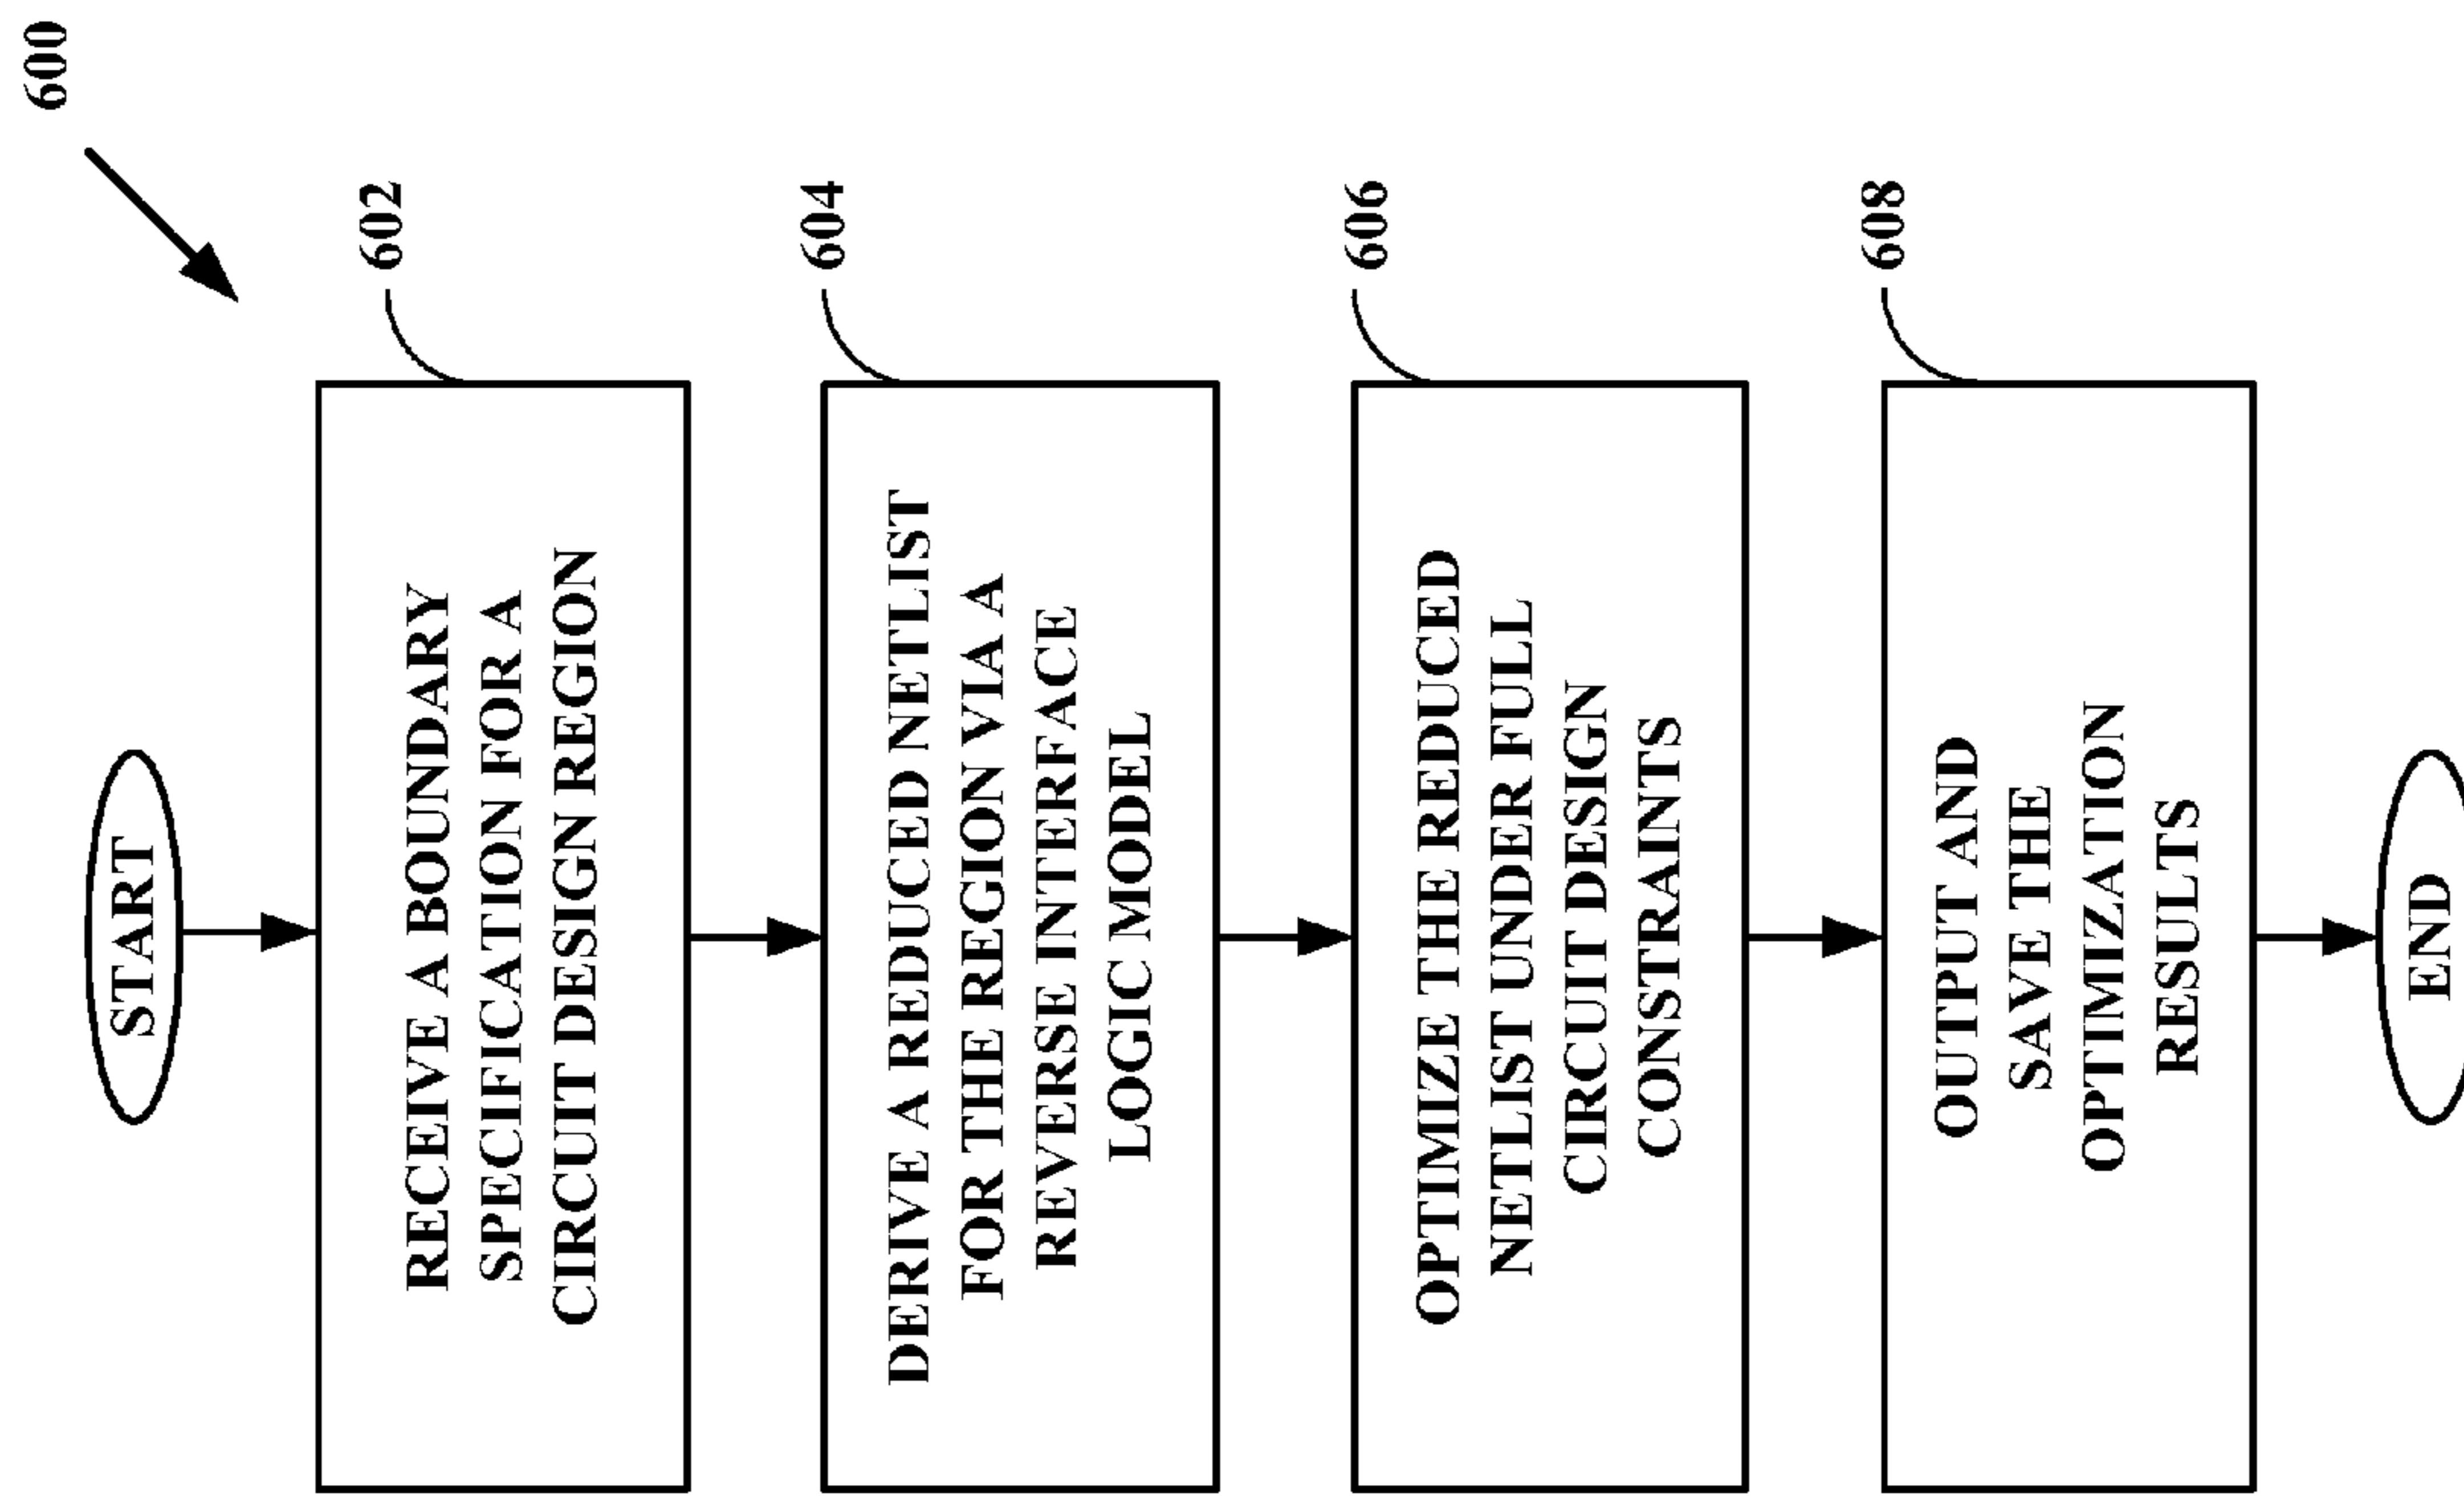 600
START
602
RECEIVE A BOUNDARY
SPECIFICATION FOR A
CIRCUIT DESIGN REGION
604
DERIVE A REDUCED NETLIST
FOR THE REGION VIA A
REVERSE INTERFACE
LOGIC MODEL
606
OPTIMIZE THE REDUCED
NETLIST UNDER FULL
CIRCUIT DESIGN
CONSTRAINTS
608
OUTPUT AND
SAVE THE
OPTIMIZATION
RESULTS
END